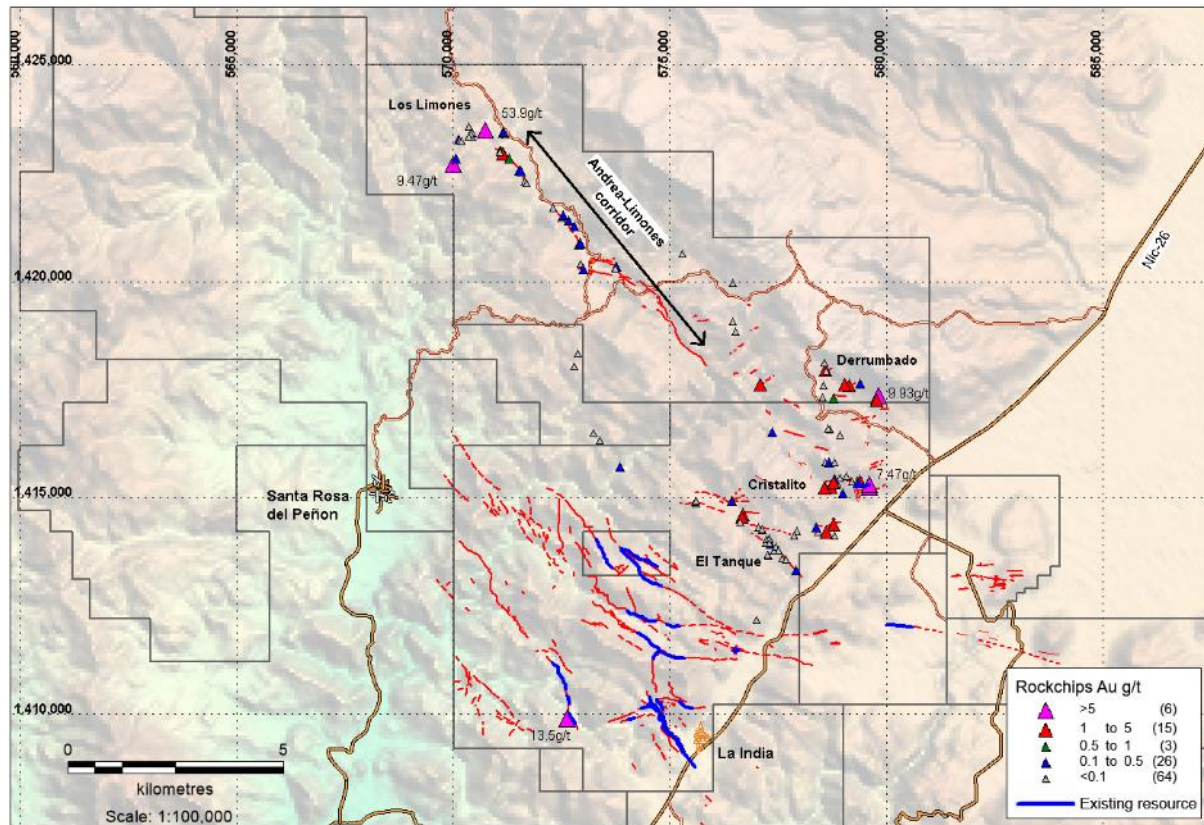 560,000
565,000
570,000
575,000
580,000
585,000
1,425,000
Los Limones
53.9g/t
9.47g/t
Andrea-Limones
corridor
Nic-26
1,420,000
Derrumbado
9.93g/t
7.47g/t
Cristalito
Santa Rosa
del Peñon
1,415,000
El Tanque
1,410,000
13.5g/t
La India
0 5
kilometres
Scale: 1:100,000
Rockchips Au g/t
>5 (6)
1 to 5 (15)
0.5 to 1 (3)
0.1 to 0.5 (26)
<0.1 (64)
Existing resource